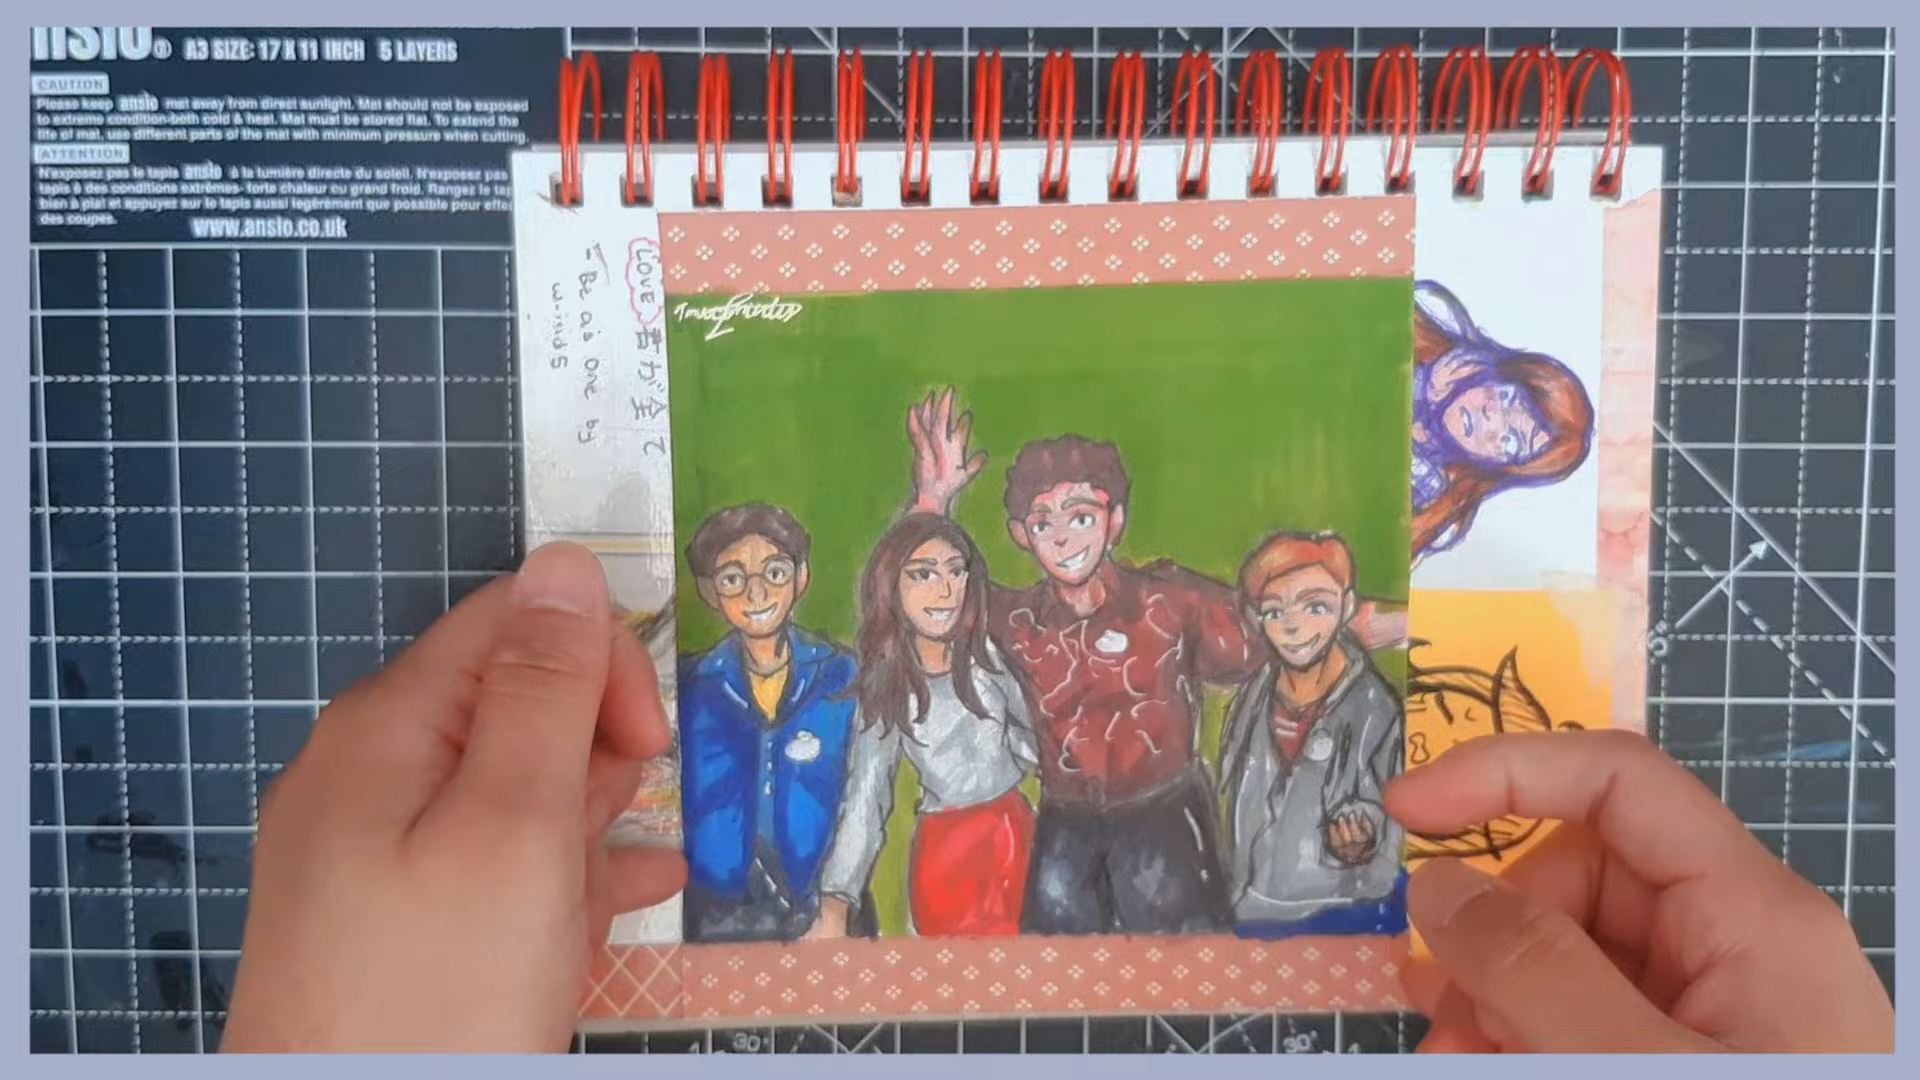 ansio® A3 SIZE: 17 X 11 INCH 5 LAYERS
CAUTION
Please keep ansio mat away from direct sunlight. Mat should not be exposed
to extreme condition-both cold & heat. Mat must be stored flat. To extend the
life of mat, use different parts of the mat with minimum pressure when cutting.
ATTENTION
N'exposez pas le tapis ansio à la lumière directe du soleil. N'exposez pas
tapis à des conditions extrêmes- forte chaleur ou grand froid. Rangez le tap
bien à plat et appuyez sur le tapis aussi legèrement que possible pour effe
des coupes.
www.ansio.co.uk
LOVE 君が全て
- Be as One by
w-inds
.5"
30°
30°